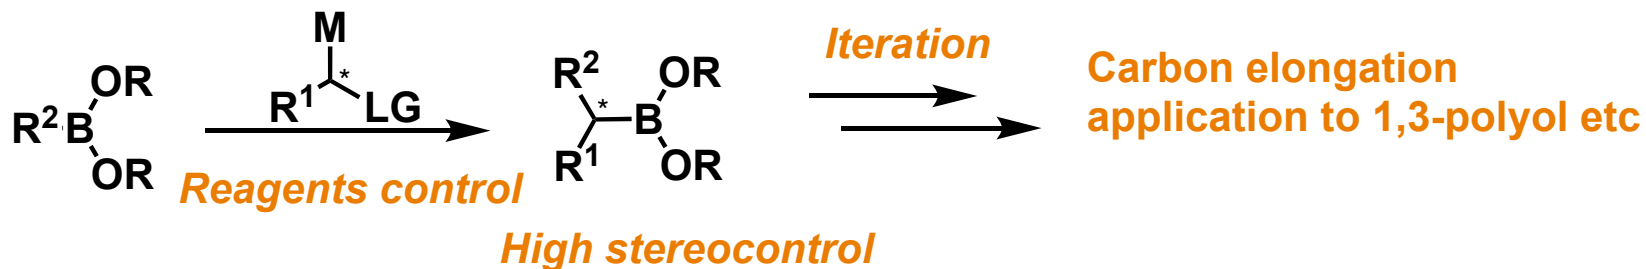 M
*
R1
LG
R2
B
OR
OR
Reagents control
R2
*
R1
B
OR
OR
High stereocontrol
Iteration
Carbon elongation
application to 1,3-polyol etc